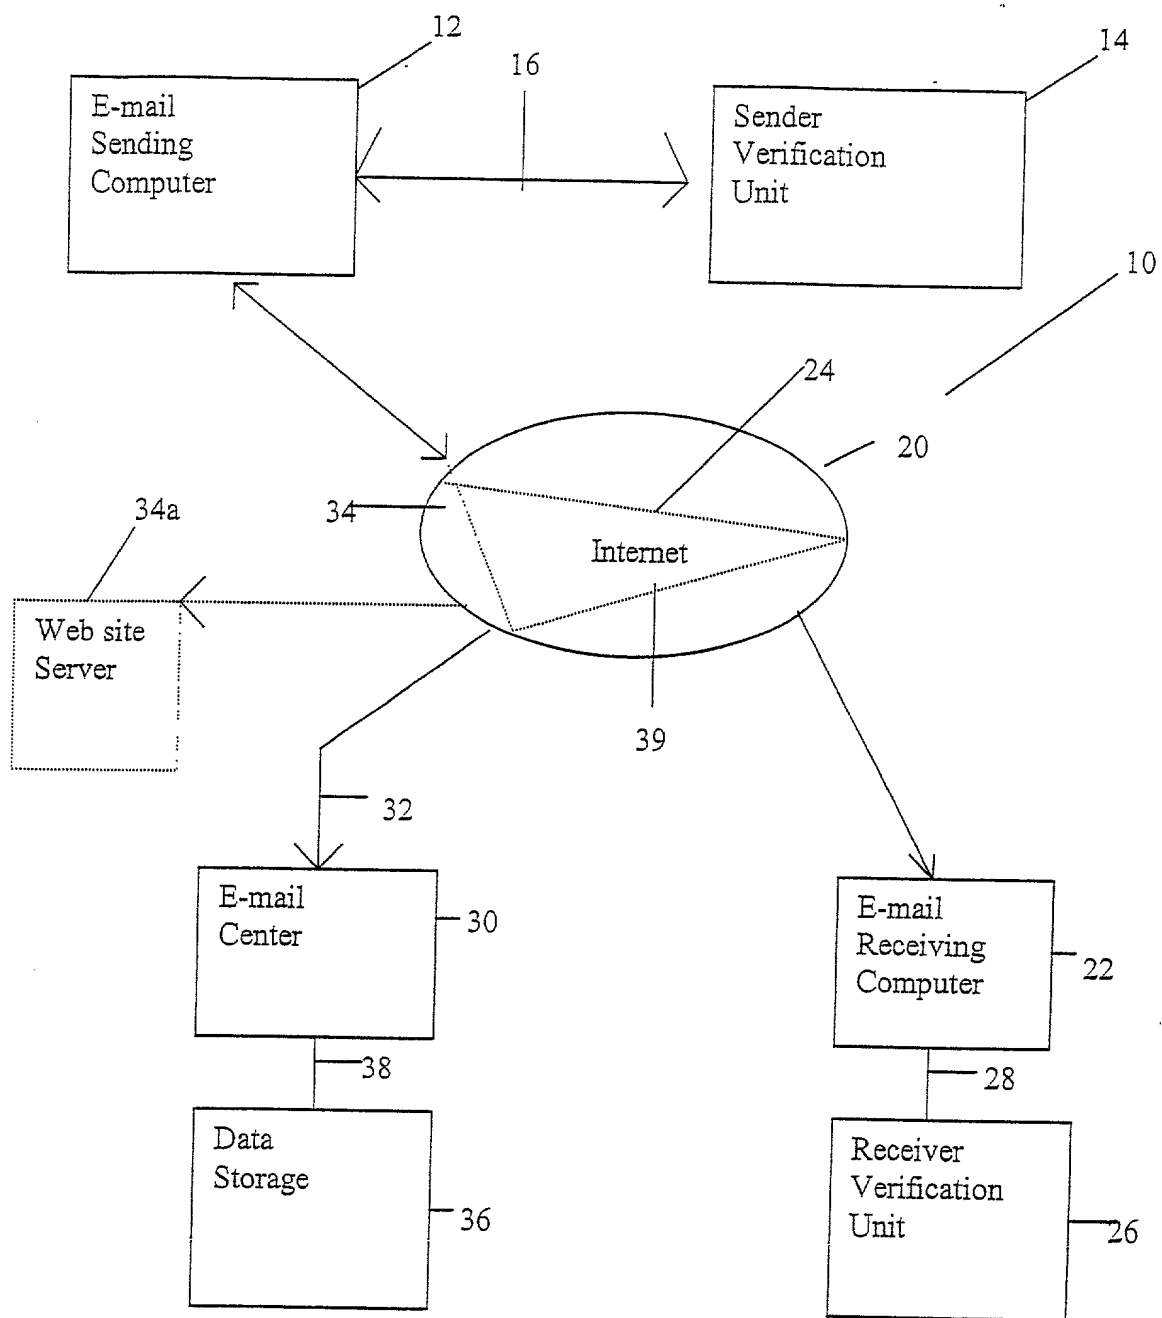 12
16
14
E-mail
Sending
Computer
Sender
Verification
Unit
10
24
20
34
34a
Internet
Web site
Server
39
32
E-mail
Center
30
E-mail
Receiving
Computer
22
38
28
Data
Storage
36
Receiver
Verification
Unit
26